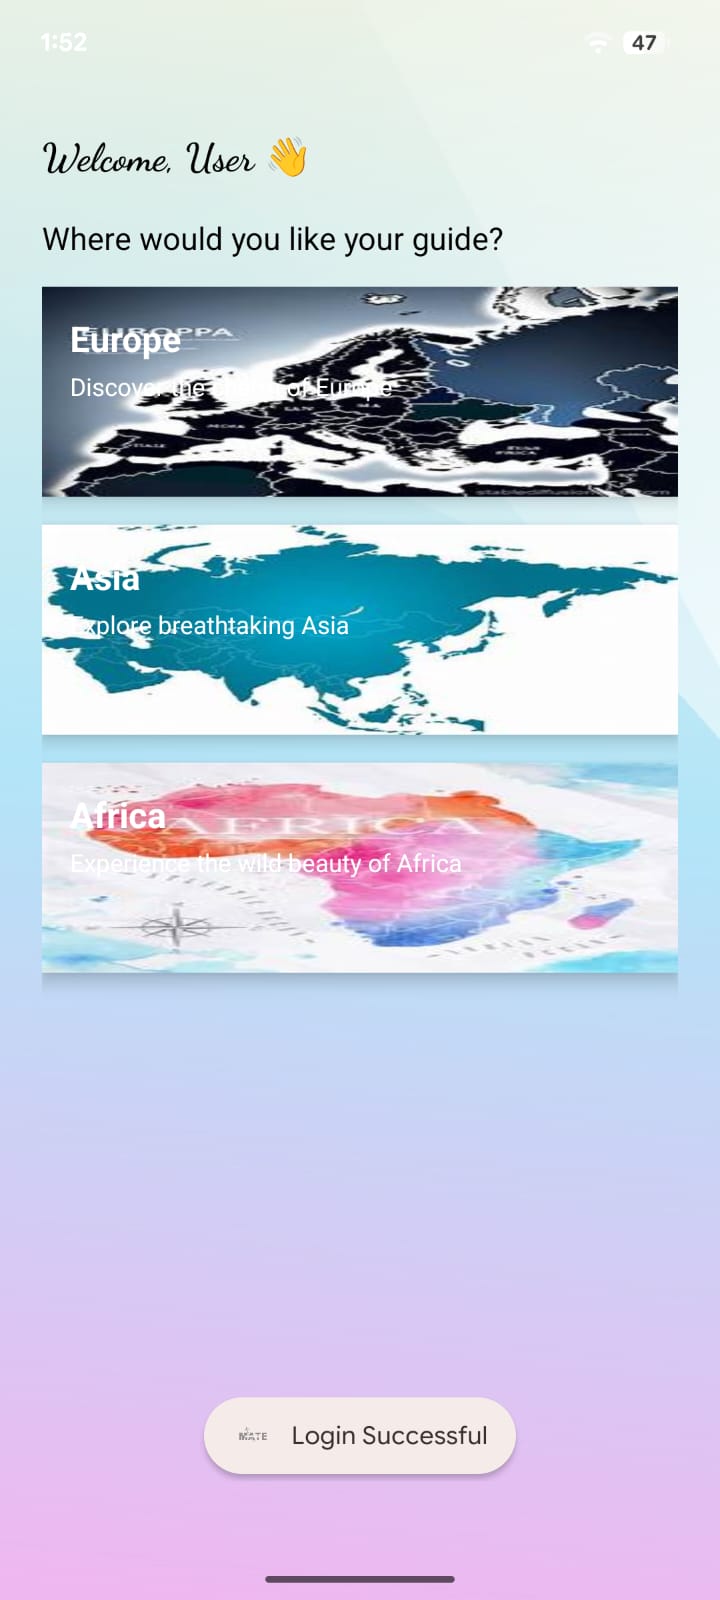 1:52
47
Welcome, User 👋
Where would you like your guide?
EUROPPA
Europe
Discover the charm of Europe
Asia
Explore breathtaking Asia
Africa
AFRICA
Experience the wild beauty of Africa
MATE
Login Successful